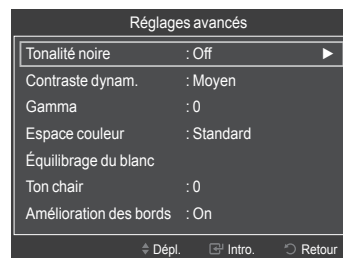 Réglages avancés
Tonalité noire : Off
Contraste dynam. : Moyen
Gamma : 0
Espace couleur : Standard
Équilibrage du blanc
Ton chair : 0
Amélioration des bords : On
Dépl. Intro. Retour